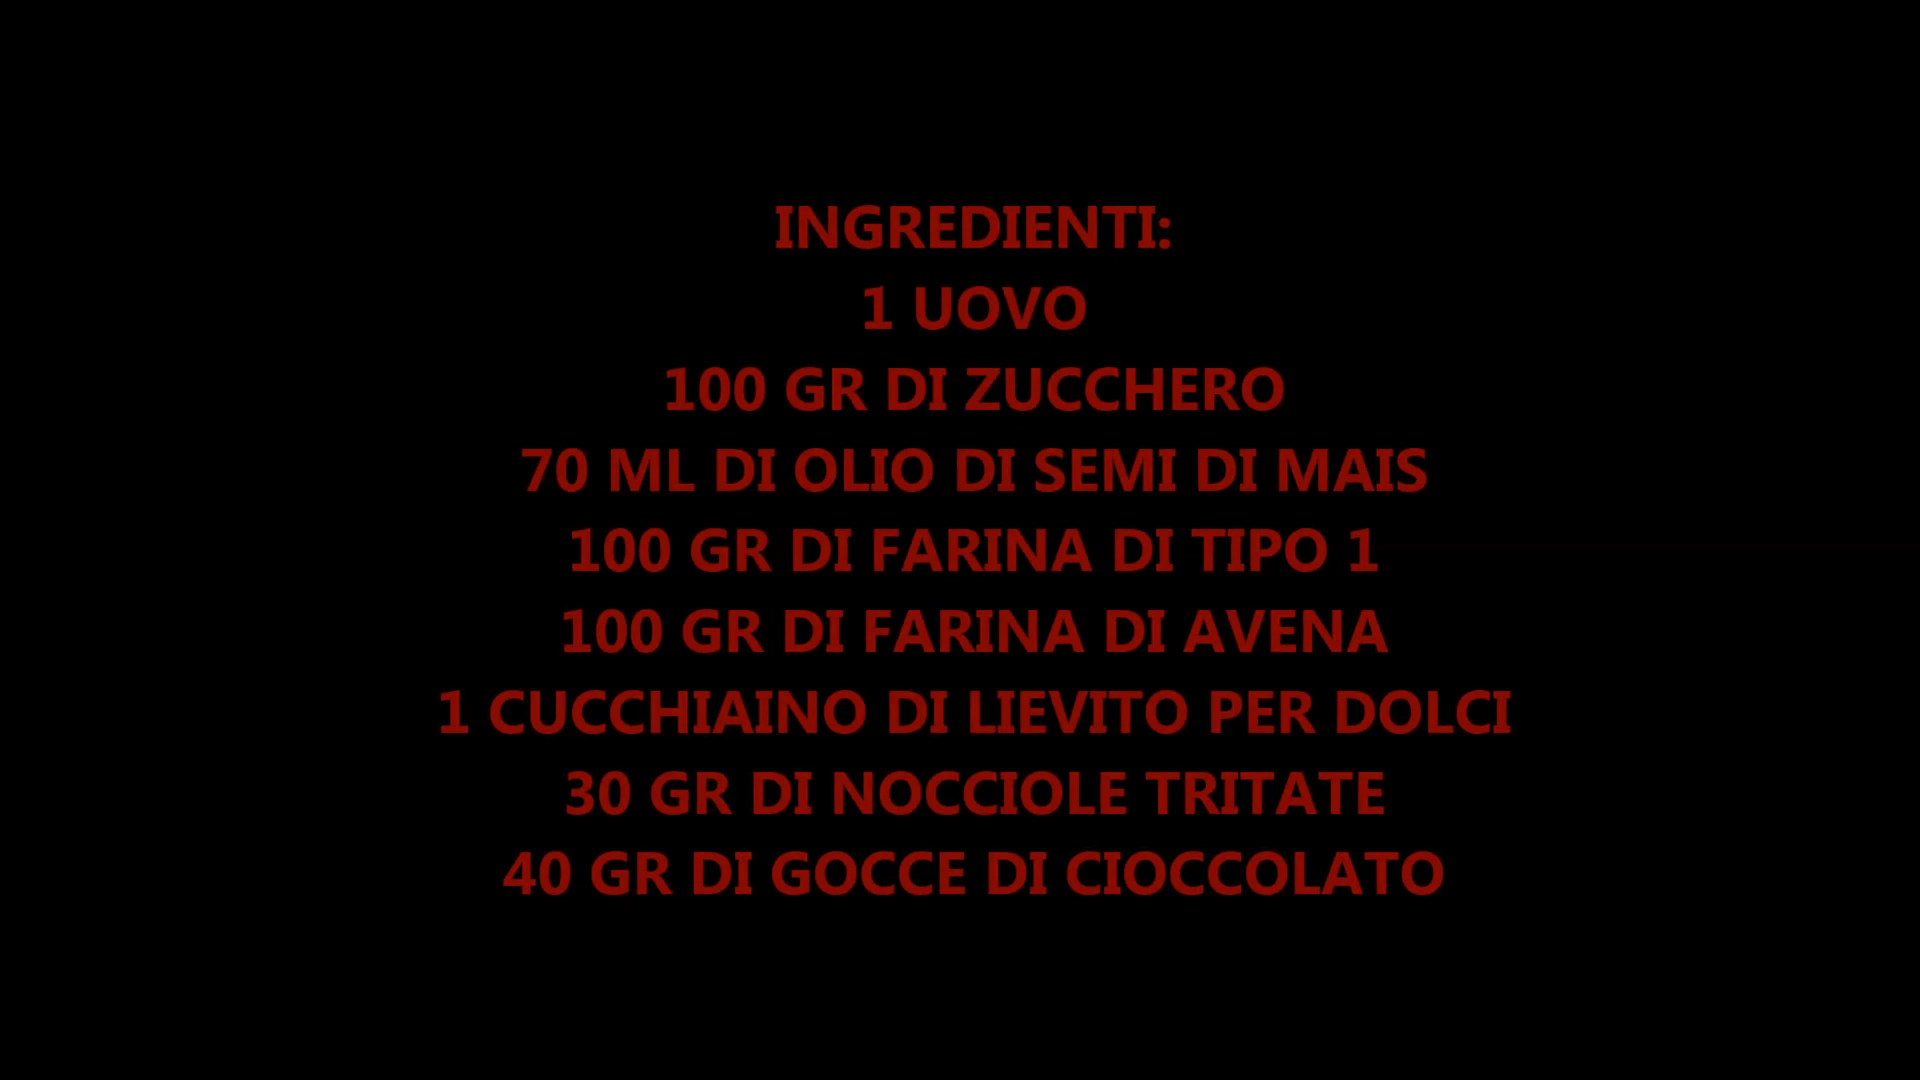 INGREDIENTI:
1 UOVO
100 GR DI ZUCCHERO
70 ML DI OLIO DI SEMI DI MAIS
100 GR DI FARINA DI TIPO 1
100 GR DI FARINA DI AVENA
1 CUCCHIAINO DI LIEVITO PER DOLCI
30 GR DI NOCCIOLE TRITATE
40 GR DI GOCCE DI CIOCCOLATO